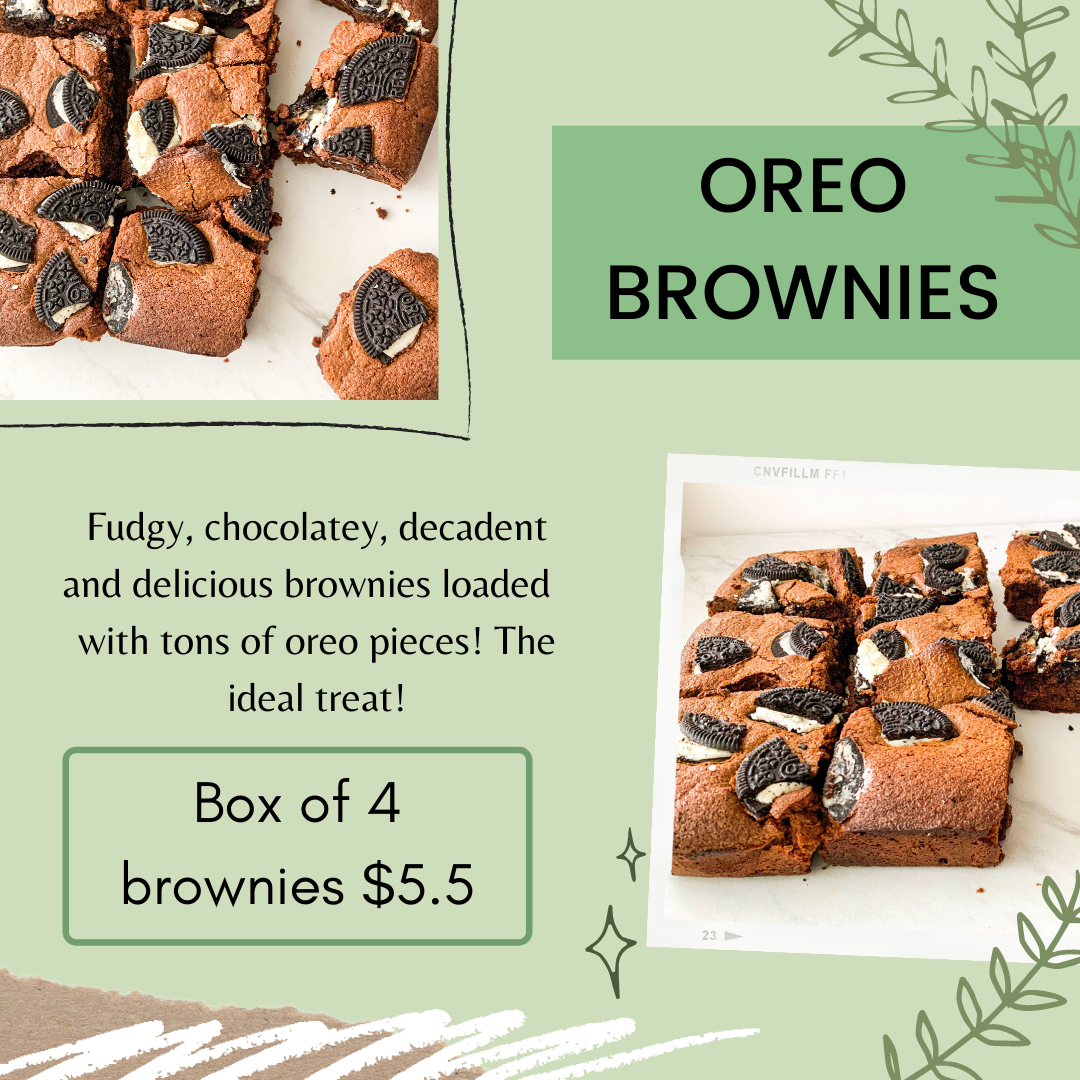 OREO
BROWNIES
CNVFILLM FF1
Fudgy, chocolatey, decadent
and delicious brownies loaded
with tons of oreo pieces! The
ideal treat!
Box of 4
brownies $5.5
23